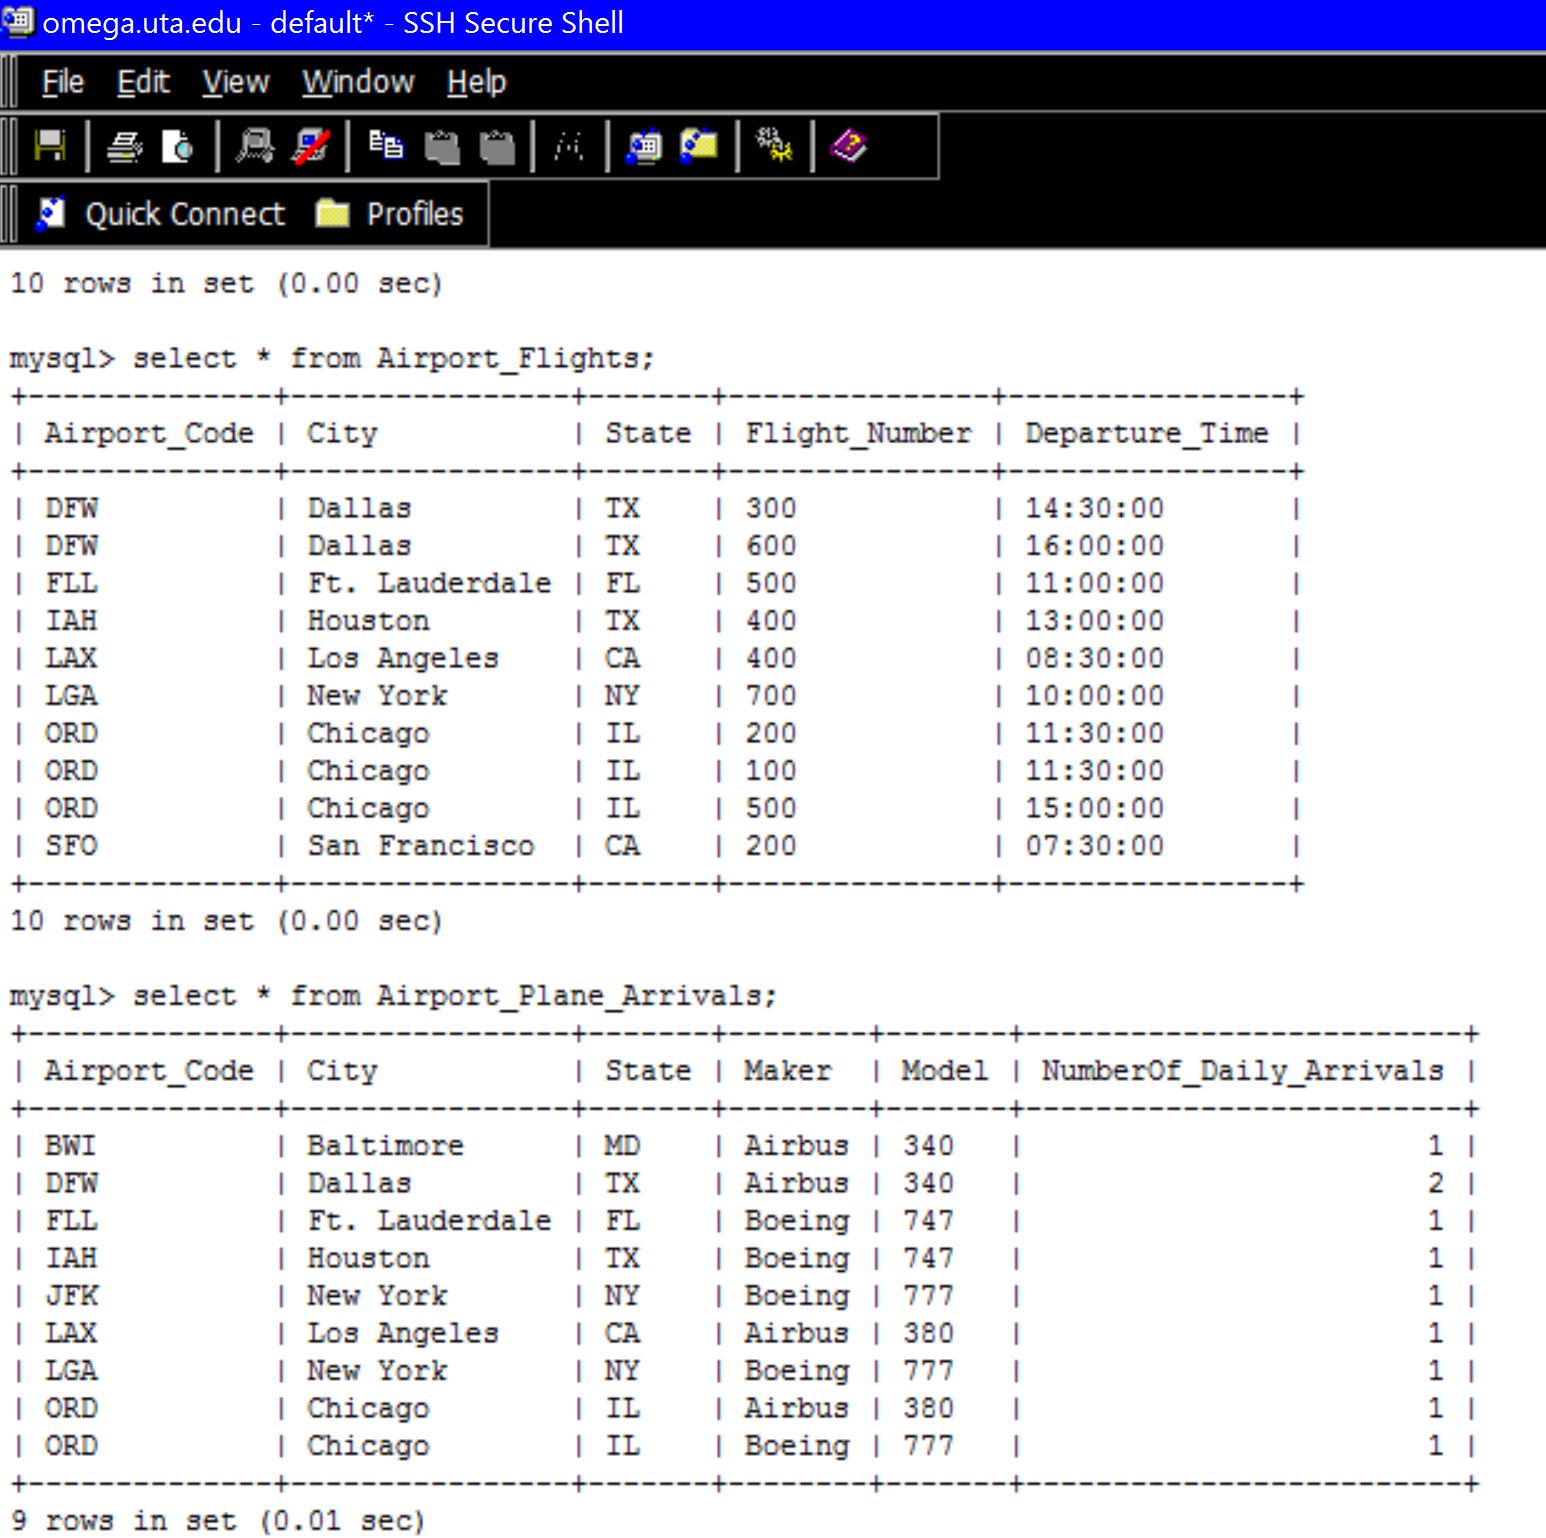 omega.uta.edu - default* - SSH Secure Shell
File Edit View Window Help
Quick Connect Profiles
10 rows in set (0.00 sec)
mysql> select * from Airport_Flights;
+--------------+----------------+-------+---------------+----------------+
| Airport_Code | City           | State | Flight_Number | Departure_Time |
+--------------+----------------+-------+---------------+----------------+
| DFW          | Dallas         | TX    | 300           | 14:30:00       |
| DFW          | Dallas         | TX    | 600           | 16:00:00       |
| FLL          | Ft. Lauderdale | FL    | 500           | 11:00:00       |
| IAH          | Houston        | TX    | 400           | 13:00:00       |
| LAX          | Los Angeles    | CA    | 400           | 08:30:00       |
| LGA          | New York       | NY    | 700           | 10:00:00       |
| ORD          | Chicago        | IL    | 200           | 11:30:00       |
| ORD          | Chicago        | IL    | 100           | 11:30:00       |
| ORD          | Chicago        | IL    | 500           | 15:00:00       |
| SFO          | San Francisco  | CA    | 200           | 07:30:00       |
+--------------+----------------+-------+---------------+----------------+
10 rows in set (0.00 sec)
mysql> select * from Airport_Plane_Arrivals;
+--------------+----------------+-------+--------+-------+-------------------------+
| Airport_Code | City           | State | Maker  | Model | NumberOf_Daily_Arrivals |
+--------------+----------------+-------+--------+-------+-------------------------+
| BWI          | Baltimore      | MD    | Airbus | 340   |                       1 |
| DFW          | Dallas         | TX    | Airbus | 340   |                       2 |
| FLL          | Ft. Lauderdale | FL    | Boeing | 747   |                       1 |
| IAH          | Houston        | TX    | Boeing | 747   |                       1 |
| JFK          | New York       | NY    | Boeing | 777   |                       1 |
| LAX          | Los Angeles    | CA    | Airbus | 380   |                       1 |
| LGA          | New York       | NY    | Boeing | 777   |                       1 |
| ORD          | Chicago        | IL    | Airbus | 380   |                       1 |
| ORD          | Chicago        | IL    | Boeing | 777   |                       1 |
+--------------+----------------+-------+--------+-------+-------------------------+
9 rows in set (0.01 sec)